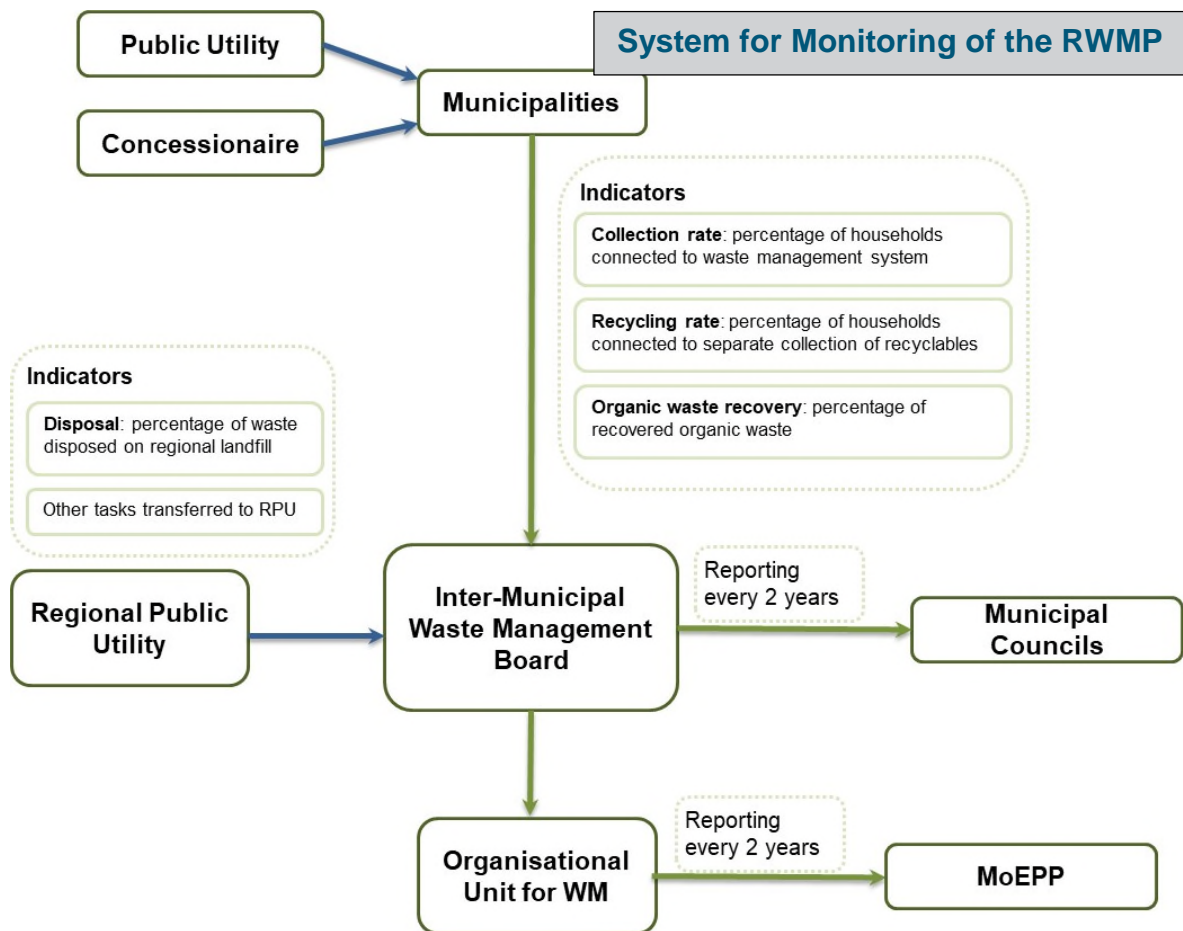 System for Monitoring of the RWMP
Public Utility
Municipalities
Concessionaire
Indicators
Collection rate: percentage of households
connected to waste management system
Recycling rate: percentage of households
connected to separate collection of recyclables
Organic waste recovery: percentage of
recovered organic waste
Indicators
Disposal: percentage of waste
disposed on regional landfill
Other tasks transferred to RPU
Regional Public
Utility
Inter-Municipal
Waste Management
Board
Reporting
every 2 years
Municipal
Councils
Organisational
Unit for WM
Reporting
every 2 years
MoEPP